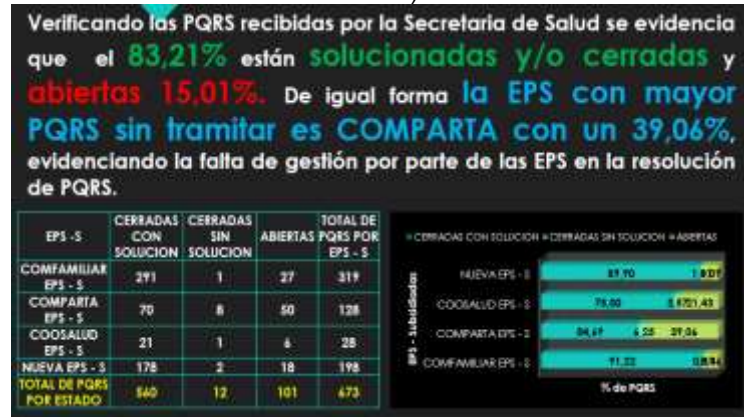 Verificando las PQRS recibidas por la Secretaria de Salud se evidencia
que el 83,21% están solucionadas y/o cerradas y
abiertas 15,01%. De igual forma la EPS con mayor
PQRS sin tramitar es COMPARTA con un 39,06%,
evidenciando la falta de gestión por parte de las EPS en la resolución
de PQRS.
EPS -S CERRADAS CON SOLUCION CERRADAS SIN SOLUCION ABIERTAS TOTAL DE PQRS POR EPS - S
COMFAMILIAR EPS - S 291 1 27 319
COMPARTA EPS - S 70 8 50 128
COOSALUD EPS - S 21 1 6 28
NUEVA EPS - S 178 2 18 198
TOTAL DE PQRS POR ESTADO 560 12 101 673
CERRADAS CON SOLUCION CERRADAS SIN SOLUCION ABIERTAS
EPS - Subsidiadas
NUEVA EPS - S 89,90
COOSALUD EPS - S 75,00 21,43
COMPARTA EPS - S 54,69 6,25 39,06
COMFAMILIAR EPS - S 91,22
% de PQRS